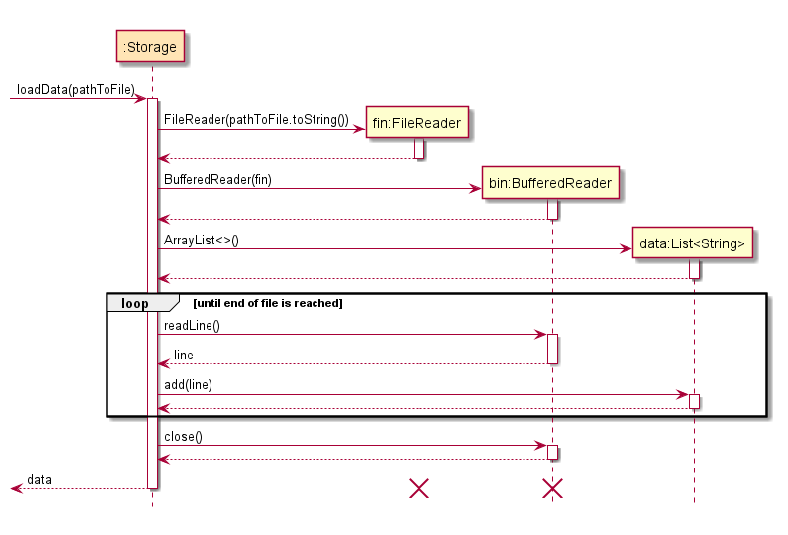 :Storage
loadData(pathToFile)
FileReader(pathToFile.toString())
fin:FileReader
BufferedReader(fin)
bin:BufferedReader
ArrayList<>()
data:List<String>
loop [until end of file is reached]
readLine()
line
add(line)
close()
data